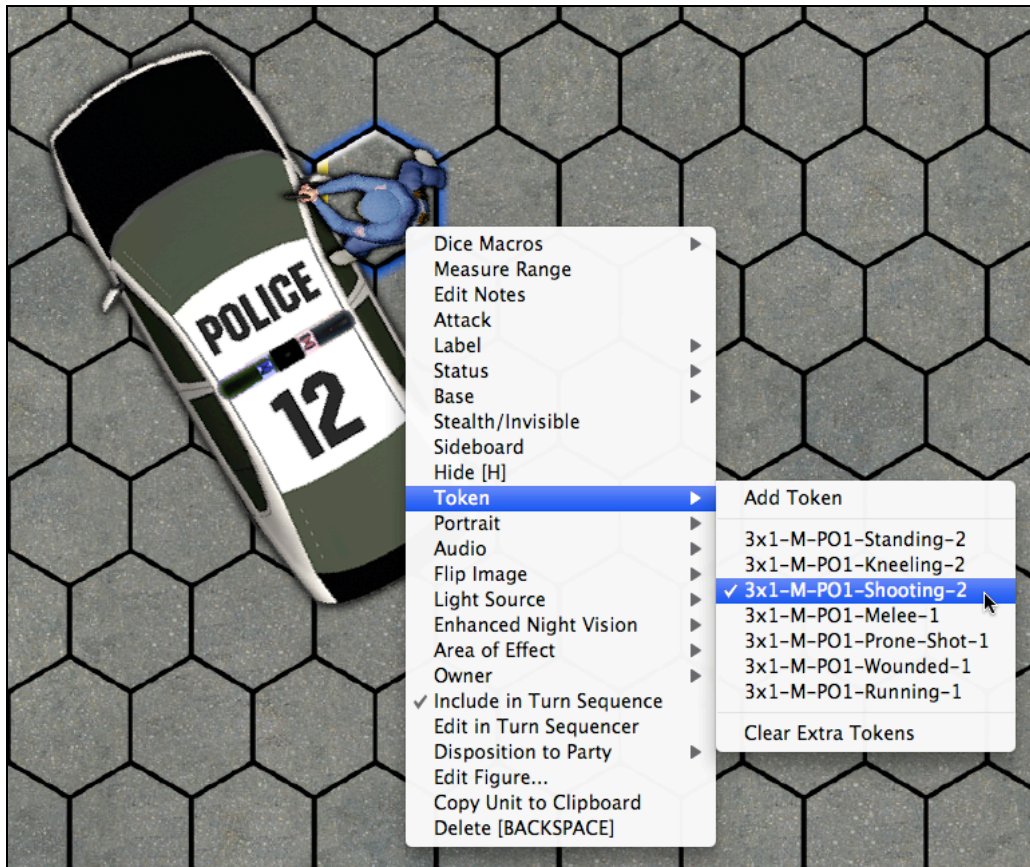 POLICE
12
Dice Macros
Measure Range
Edit Notes
Attack
Label
Status
Base
Stealth/Invisible
Sideboard
Hide [H]
Token
Portrait
Audio
Flip Image
Light Source
Enhanced Night Vision
Area of Effect
Owner
✓ Include in Turn Sequence
Edit in Turn Sequencer
Disposition to Party
Edit Figure...
Copy Unit to Clipboard
Delete [BACKSPACE]
Add Token
3x1-M-PO1-Standing-2
3x1-M-PO1-Kneeling-2
✓ 3x1-M-PO1-Shooting-2
3x1-M-PO1-Melee-1
3x1-M-PO1-Prone-Shot-1
3x1-M-PO1-Wounded-1
3x1-M-PO1-Running-1
Clear Extra Tokens